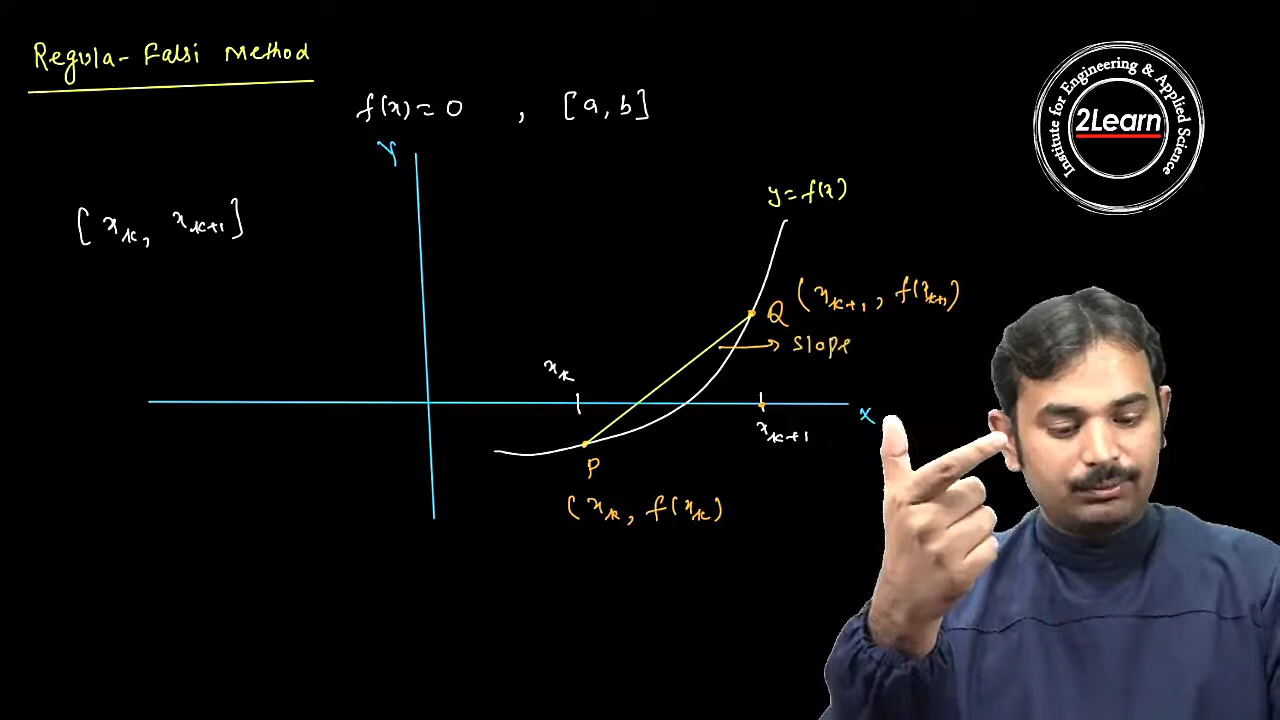 Regula-Falsi Method
f(x) = 0 , [a, b]
Y
y = f(x)
[x_k, x_k+1]
Q (x_k+1, f(x_k+1))
slope
x_k
x
x_k+1
P
(x_k, f(x_k))
Institute for Engineering & Applied Science
2Learn